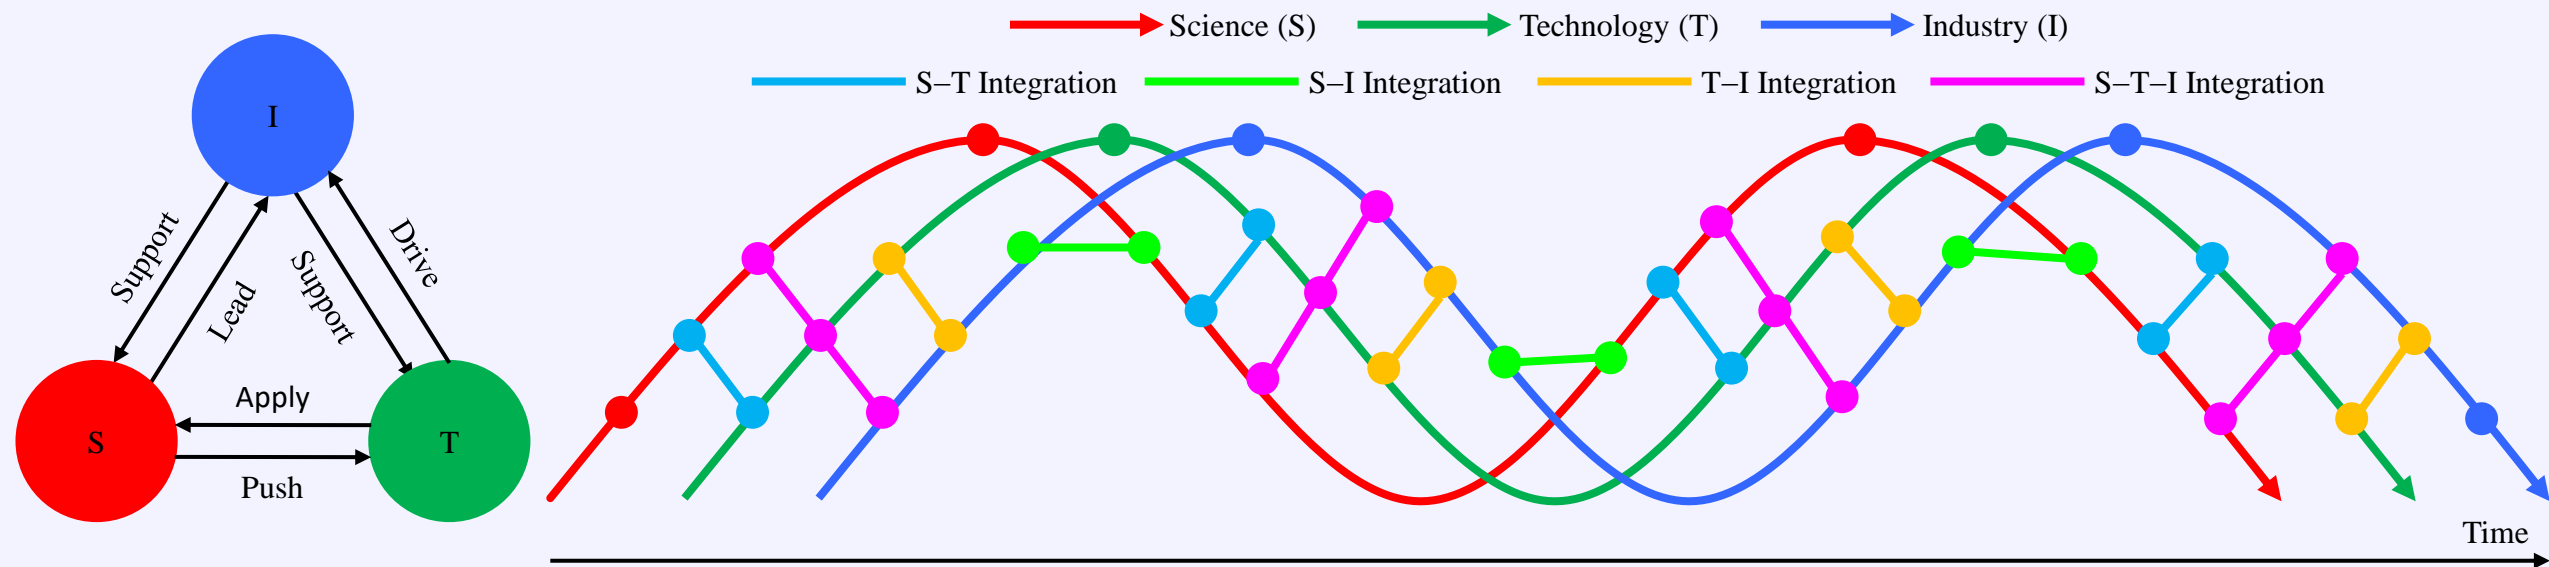 Science (S)
Technology (T)
Industry (I)
S–T Integration
S–I Integration
T–I Integration
S–T–I Integration
I
Support
Lead
Support
Drive
Apply
S
T
Push
Time